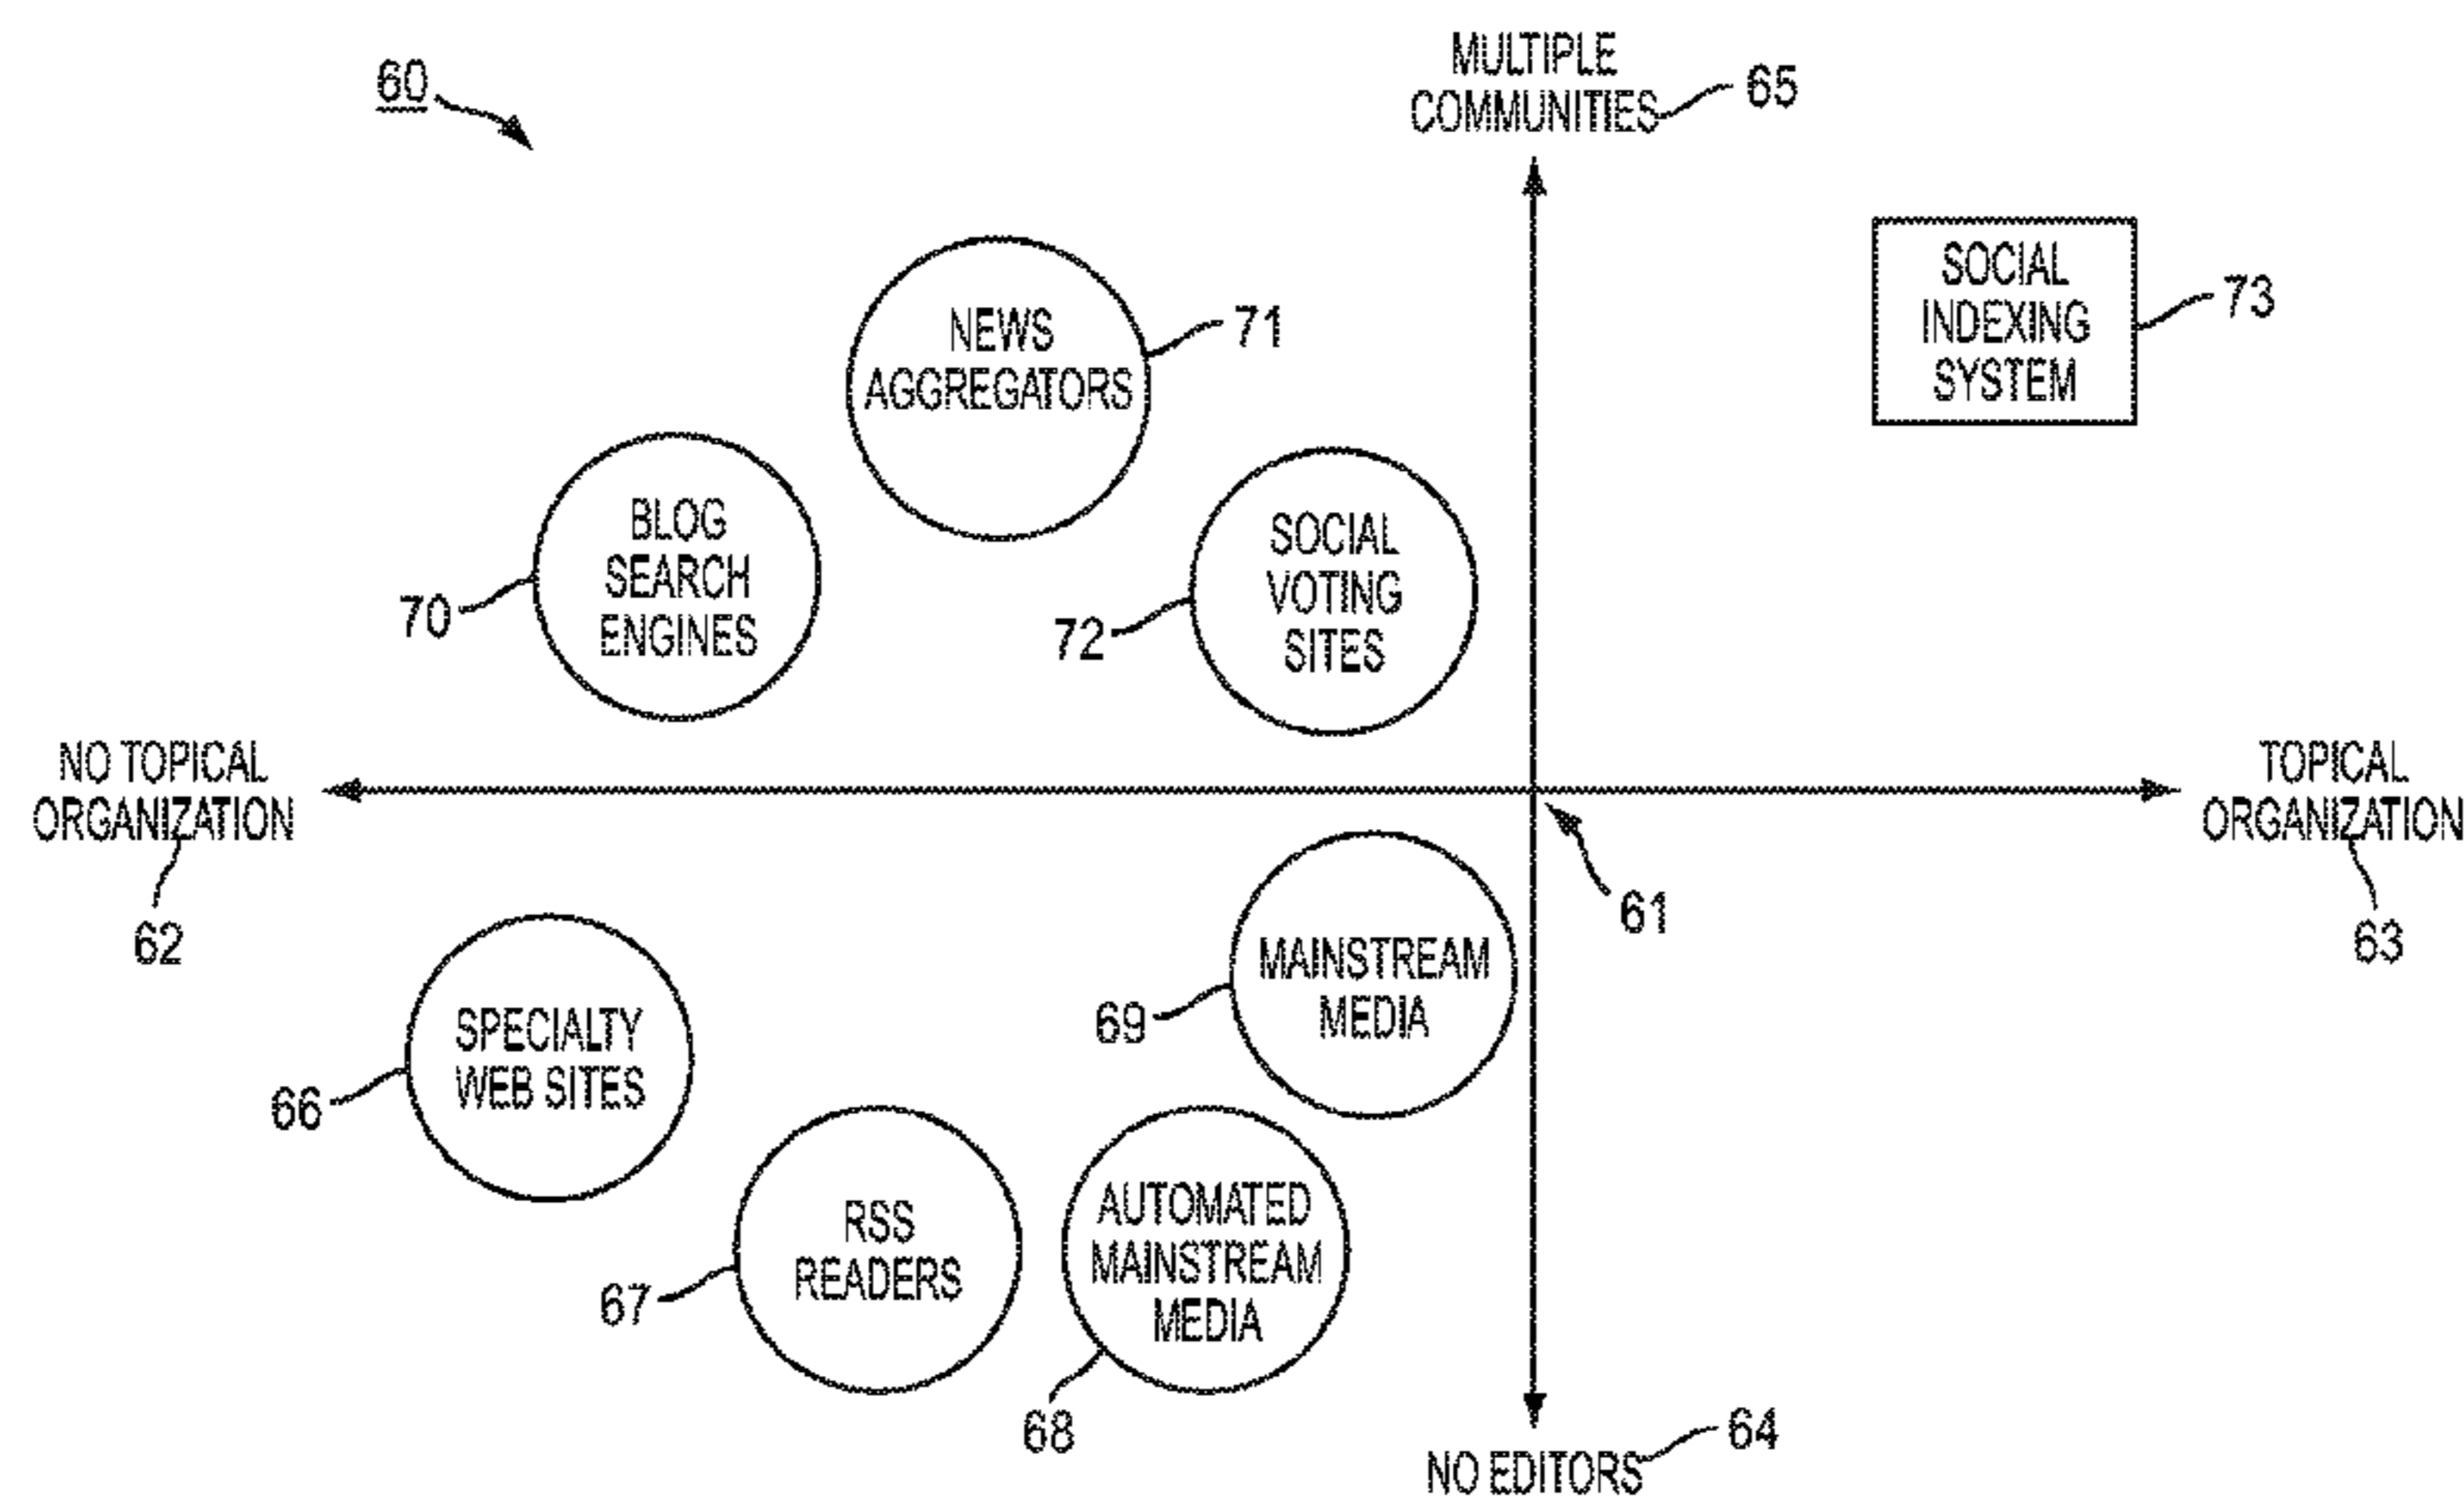 60
MULTIPLE
COMMUNITIES
65
SOCIAL
INDEXING
SYSTEM
73
NEWS
AGGREGATORS
71
BLOG
SEARCH
ENGINES
70
SOCIAL
VOTING
SITES
72
NO TOPICAL
ORGANIZATION
62
TOPICAL
ORGANIZATION
63
61
MAINSTREAM
MEDIA
69
SPECIALTY
WEB SITES
66
RSS
READERS
67
AUTOMATED
MAINSTREAM
MEDIA
68
NO EDITORS
64